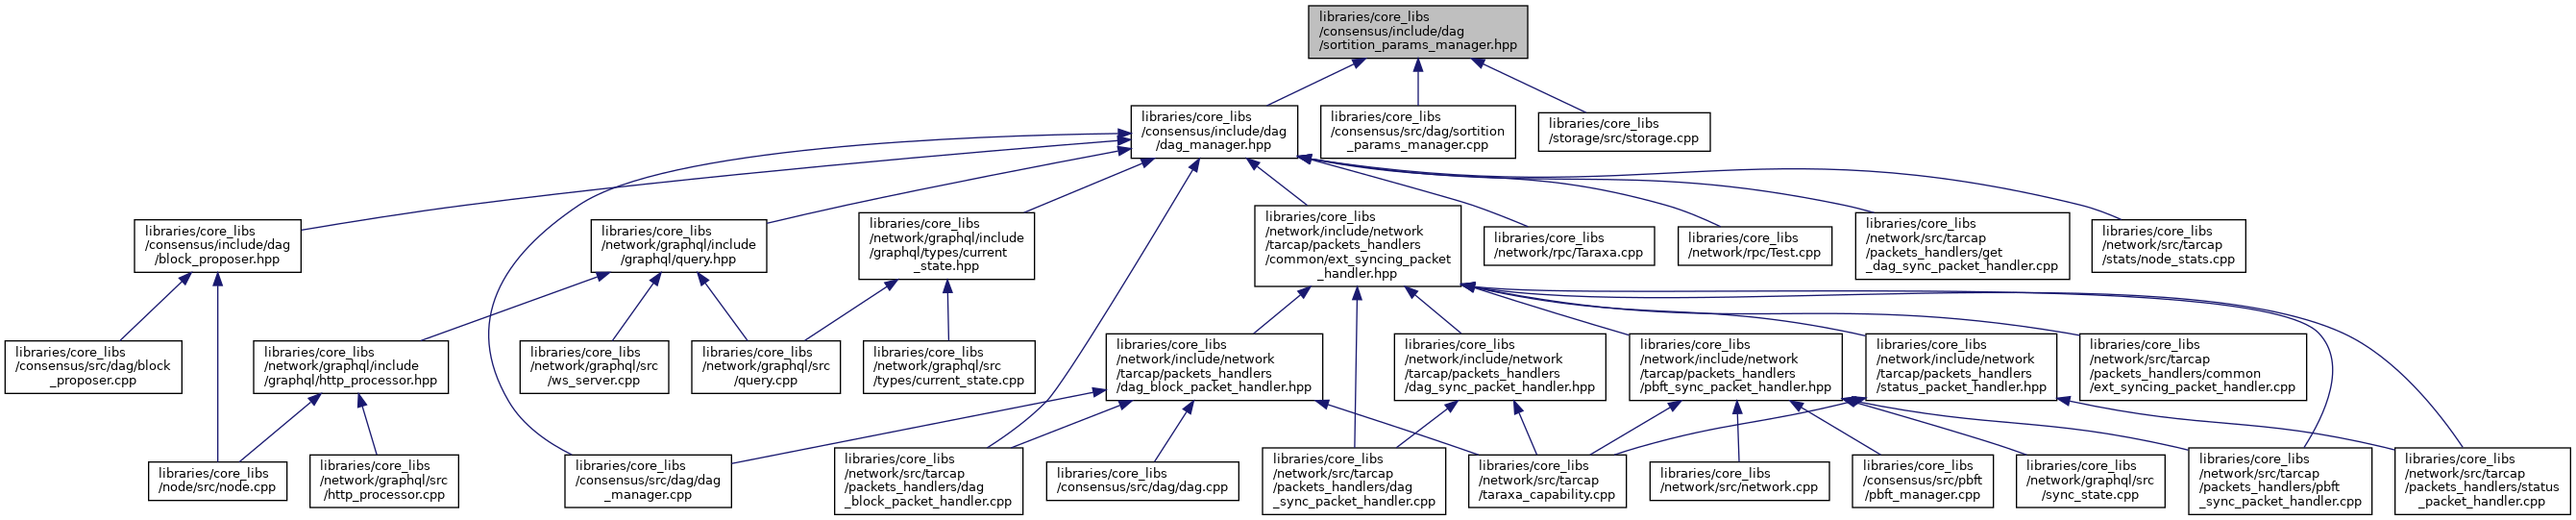 libraries/core_libs
/consensus/include/dag
/sortition_params_manager.hpp
libraries/core_libs
/consensus/include/dag
/dag_manager.hpp
libraries/core_libs
/consensus/src/dag/sortition
_params_manager.cpp
libraries/core_libs
/storage/src/storage.cpp
libraries/core_libs
/consensus/include/dag
/block_proposer.hpp
libraries/core_libs
/network/graphql/include
/graphql/query.hpp
libraries/core_libs
/network/graphql/include
/graphql/types/current
_state.hpp
libraries/core_libs
/network/include/network
/tarcap/packets_handlers
/common/ext_syncing_packet
_handler.hpp
libraries/core_libs
/network/rpc/Taraxa.cpp
libraries/core_libs
/network/rpc/Test.cpp
libraries/core_libs
/network/src/tarcap
/packets_handlers/get
_dag_sync_packet_handler.cpp
libraries/core_libs
/network/src/tarcap
/stats/node_stats.cpp
libraries/core_libs
/consensus/src/dag/block
_proposer.cpp
libraries/core_libs
/network/graphql/include
/graphql/http_processor.hpp
libraries/core_libs
/network/graphql/src
/ws_server.cpp
libraries/core_libs
/network/graphql/src
/query.cpp
libraries/core_libs
/network/graphql/src
/types/current_state.cpp
libraries/core_libs
/network/include/network
/tarcap/packets_handlers
/dag_block_packet_handler.hpp
libraries/core_libs
/network/include/network
/tarcap/packets_handlers
/dag_sync_packet_handler.hpp
libraries/core_libs
/network/include/network
/tarcap/packets_handlers
/pbft_sync_packet_handler.hpp
libraries/core_libs
/network/include/network
/tarcap/packets_handlers
/status_packet_handler.hpp
libraries/core_libs
/network/src/tarcap
/packets_handlers/common
/ext_syncing_packet_handler.cpp
libraries/core_libs
/node/src/node.cpp
libraries/core_libs
/network/graphql/src
/http_processor.cpp
libraries/core_libs
/consensus/src/dag/dag
_manager.cpp
libraries/core_libs
/network/src/tarcap
/packets_handlers/dag
_block_packet_handler.cpp
libraries/core_libs
/consensus/src/dag/dag.cpp
libraries/core_libs
/network/src/tarcap
/packets_handlers/dag
_sync_packet_handler.cpp
libraries/core_libs
/network/src/tarcap
/taraxa_capability.cpp
libraries/core_libs
/network/src/network.cpp
libraries/core_libs
/consensus/src/pbft
/pbft_manager.cpp
libraries/core_libs
/network/graphql/src
/sync_state.cpp
libraries/core_libs
/network/src/tarcap
/packets_handlers/pbft
_sync_packet_handler.cpp
libraries/core_libs
/network/src/tarcap
/packets_handlers/status
_packet_handler.cpp